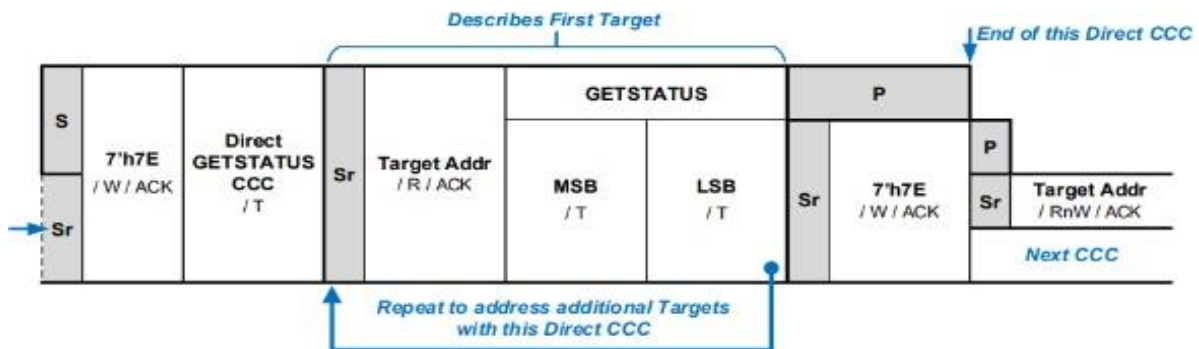 Describes First Target
End of this Direct CCC
S
Sr
7'h7E
/ W / ACK
Direct
GETSTATUS
CCC
/ T
Sr
Target Addr
/ R / ACK
GETSTATUS
MSB
/ T
LSB
/ T
P
Sr
7'h7E
/ W / ACK
P
Sr
Target Addr
/ RnW / ACK
Next CCC
Repeat to address additional Targets
with this Direct CCC